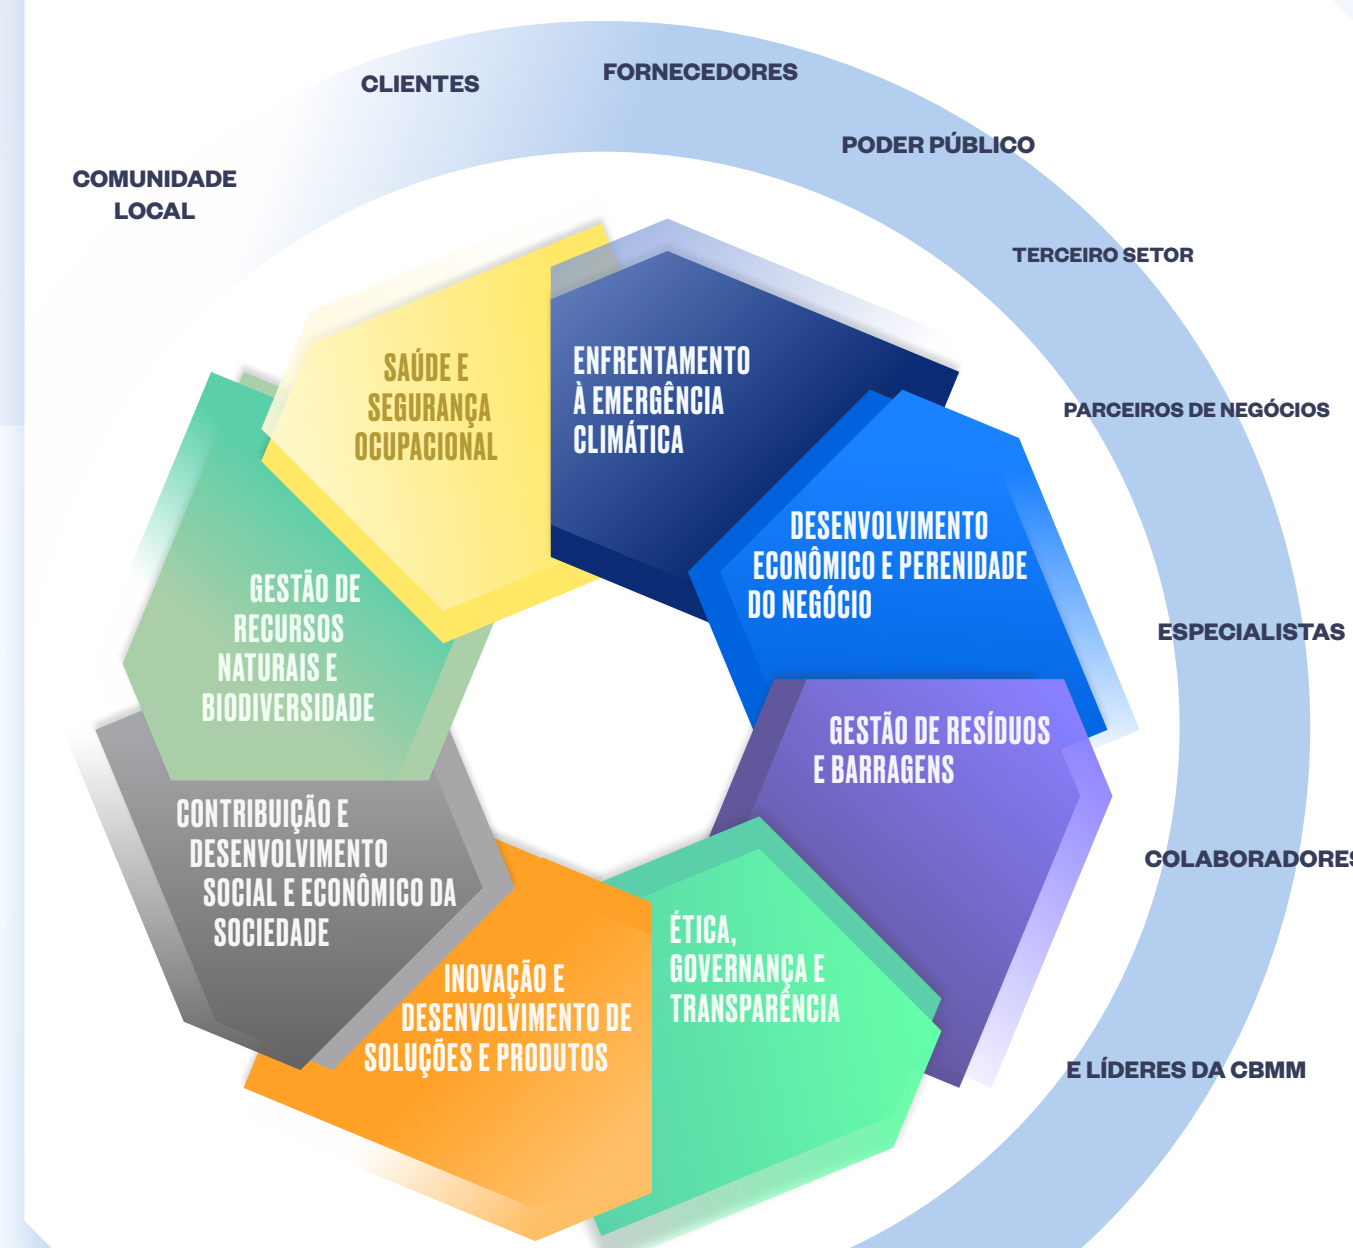 CLIENTES
FORNECEDORES
PODER PÚBLICO
COMUNIDADE
LOCAL
TERCEIRO SETOR
PARCEIROS DE NEGÓCIOS
ESPECIALISTAS
COLABORADORES
E LÍDERES DA CBMM
SAÚDE E
SEGURANÇA
OCUPACIONAL
ENFRENTAMENTO
À EMERGÊNCIA
CLIMÁTICA
DESENVOLVIMENTO
ECONÔMICO E PERENIDADE
DO NEGÓCIO
GESTÃO DE RESÍDUOS
E BARRAGENS
ÉTICA,
GOVERNANÇA E
TRANSPARÊNCIA
INOVAÇÃO E
DESENVOLVIMENTO DE
SOLUÇÕES E PRODUTOS
CONTRIBUIÇÃO E
DESENVOLVIMENTO
SOCIAL E ECONÔMICO DA
SOCIEDADE
GESTÃO DE
RECURSOS
NATURAIS E
BIODIVERSIDADE